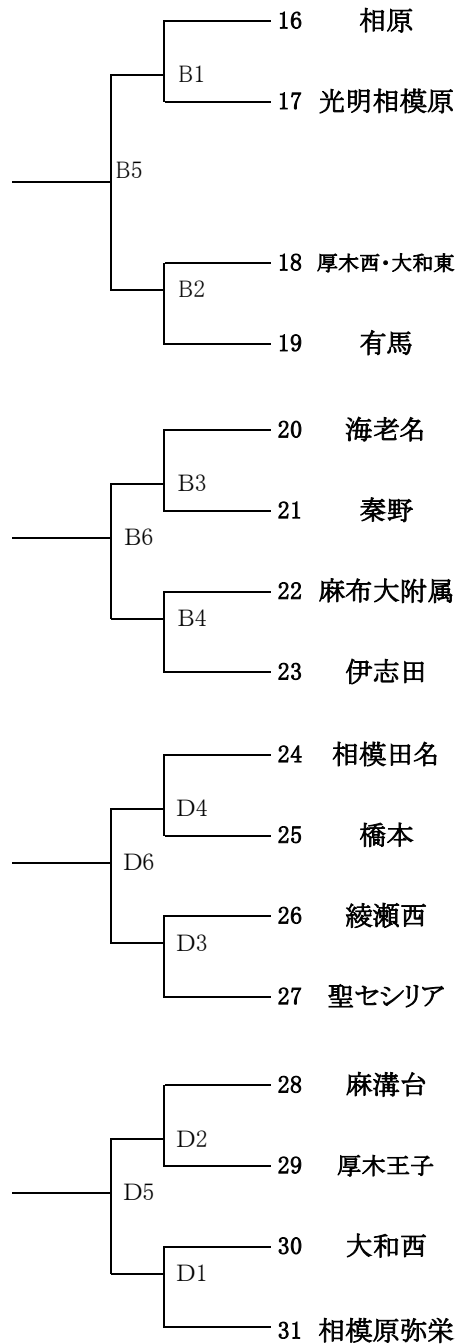 16 相原
B1
17 光明相模原
B5
18 厚木西・大和東
B2
19 有馬
20 海老名
B3
21 秦野
B6
22 麻布大附属
B4
23 伊志田
24 相模田名
D4
25 橋本
D6
26 綾瀬西
D3
27 聖セシリア
28 麻溝台
D2
29 厚木王子
D5
30 大和西
D1
31 相模原弥栄